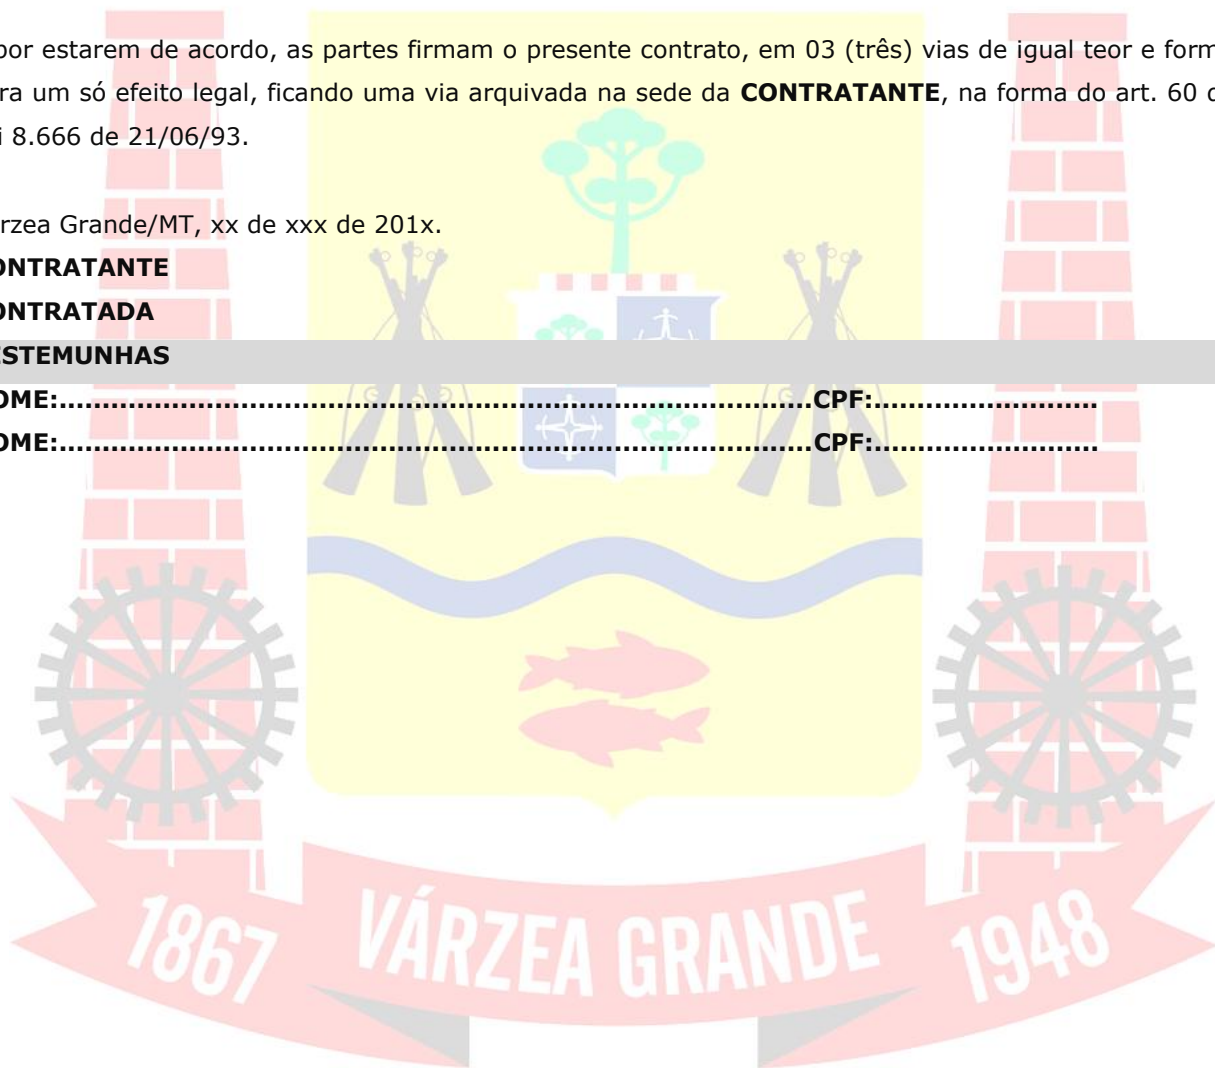 por estarem de acordo, as partes firmam o presente contrato, em 03 (três) vias de igual teor e form
ra um só efeito legal, ficando uma via arquivada na sede da CONTRATANTE, na forma do art. 60 d
i 8.666 de 21/06/93.
rzea Grande/MT, xx de xxx de 201x.
ONTRATANTE
ONTRATADA
ESTEMUNHAS
OME:......................................................................................CPF:..........................
OME:......................................................................................CPF:..........................
1867 VÁRZEA GRANDE 1948